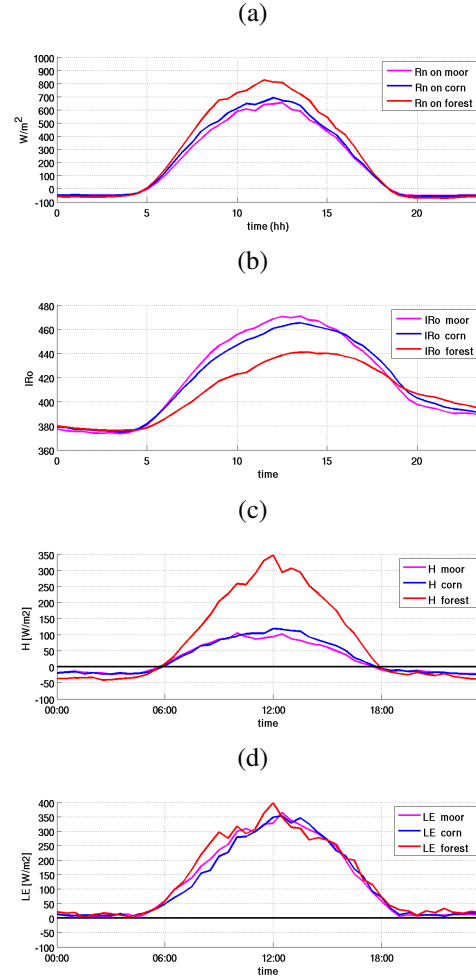 (a)
1000
900
800
700
600
500
400
300
200
100
0
-100
W/m²
Rn on moor
Rn on corn
Rn on forest
0 5 10 15 20
time (hh)
(b)
480
460
440
420
400
380
360
IRo
IRo moor
IRo corn
IRo forest
0 5 10 15 20
time
(c)
350
300
250
200
150
100
50
0
-50
-100
H [W/m2]
H moor
H corn
H forest
00:00 06:00 12:00 18:00
time
(d)
400
350
300
250
200
150
100
50
0
-50
-100
LE [W/m2]
LE moor
LE corn
LE forest
00:00 06:00 12:00 18:00
time